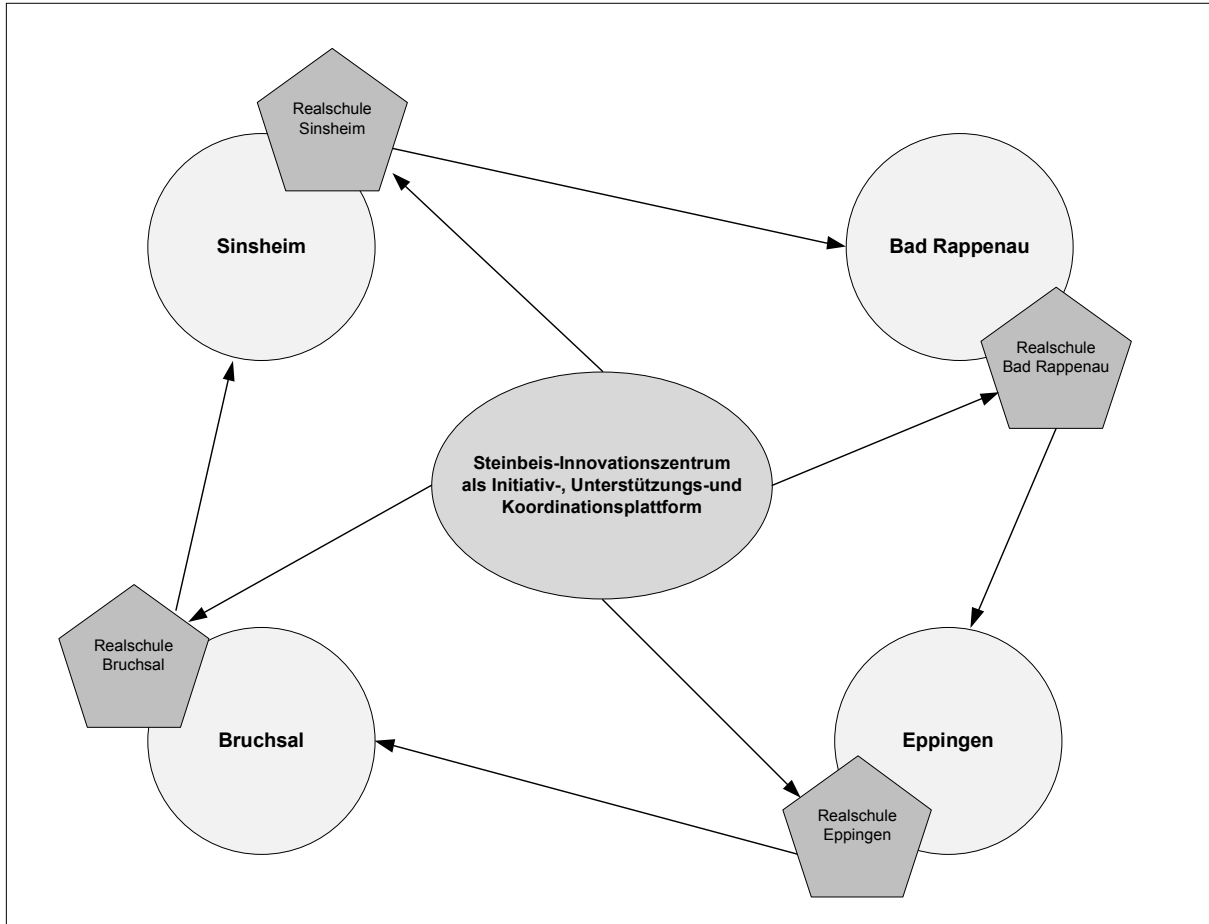 Realschule
Sinsheim
Sinsheim
Bad Rappenau
Realschule
Bad Rappenau
Steinbeis-Innovationszentrum
als Initiativ-, Unterstützungs-und
Koordinationsplattform
Realschule
Bruchsal
Bruchsal
Eppingen
Realschule
Eppingen